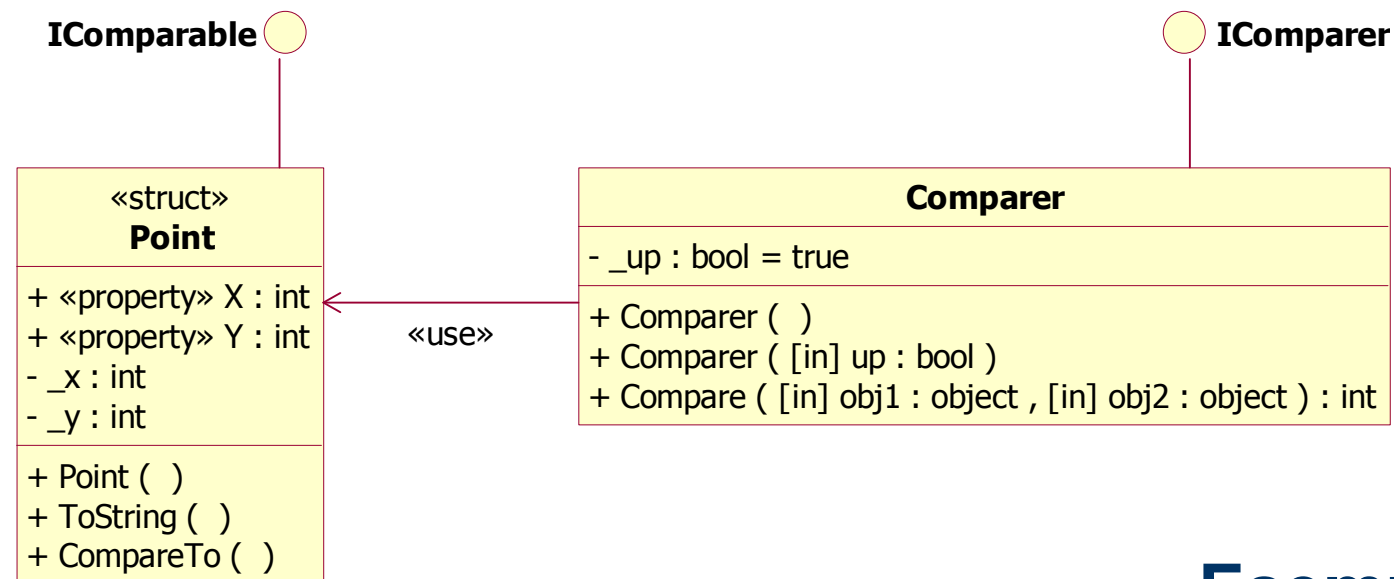 IComparable
IComparer
«struct»
Point
+ «property» X : int
+ «property» Y : int
- _x : int
- _y : int
+ Point ( )
+ ToString ( )
+ CompareTo ( )
«use»
Comparer
- _up : bool = true
+ Comparer ( )
+ Comparer ( [in] up : bool )
+ Compare ( [in] obj1 : object , [in] obj2 : object ) : int